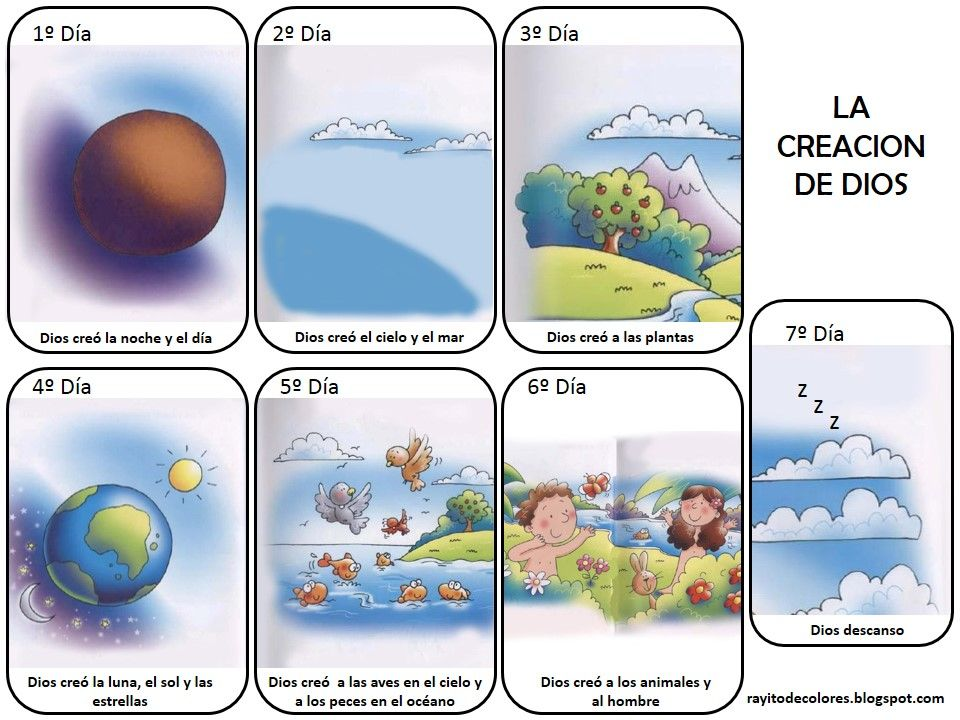 1º Día
2º Día
3º Día
LA
CREACION
DE DIOS
Dios creó la noche y el día
Dios creó el cielo y el mar
Dios creó a las plantas
4º Día
5º Día
6º Día
7º Día
z
z
z
Dios creó la luna, el sol y las
estrellas
Dios creó a las aves en el cielo y
a los peces en el océano
Dios creó a los animales y
al hombre
Dios descanso
rayitodecolores.blogspot.com